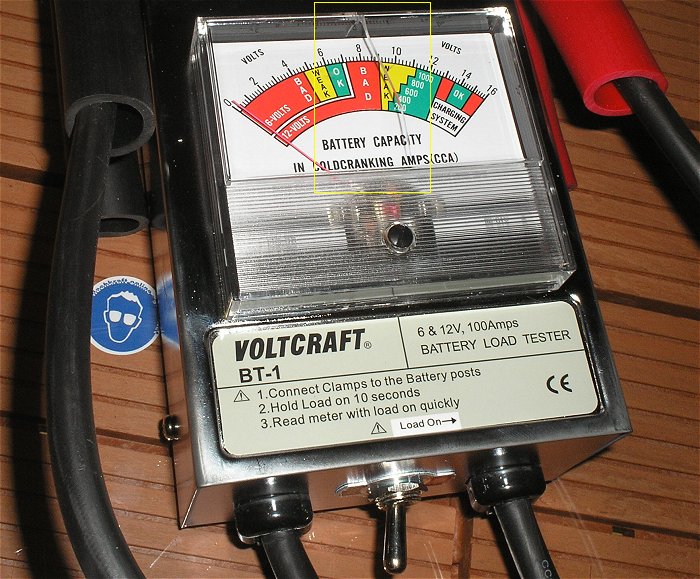 VOLTS VOLTS
0 2 4 6 8 10 12 14 16
BAD WEAK OK BAD WEAK 1000 OK
800
600
400
200
6-VOLTS
12-VOLTS
CHARGING
SYSTEM
BATTERY CAPACITY
IN COLDCRANKING AMPS(CCA)
VOLTCRAFT®
BT-1
6 & 12V, 100Amps
BATTERY LOAD TESTER
1.Connect Clamps to the Battery posts
2.Hold Load on 10 seconds
3.Read meter with load on quickly
CE
Load On→